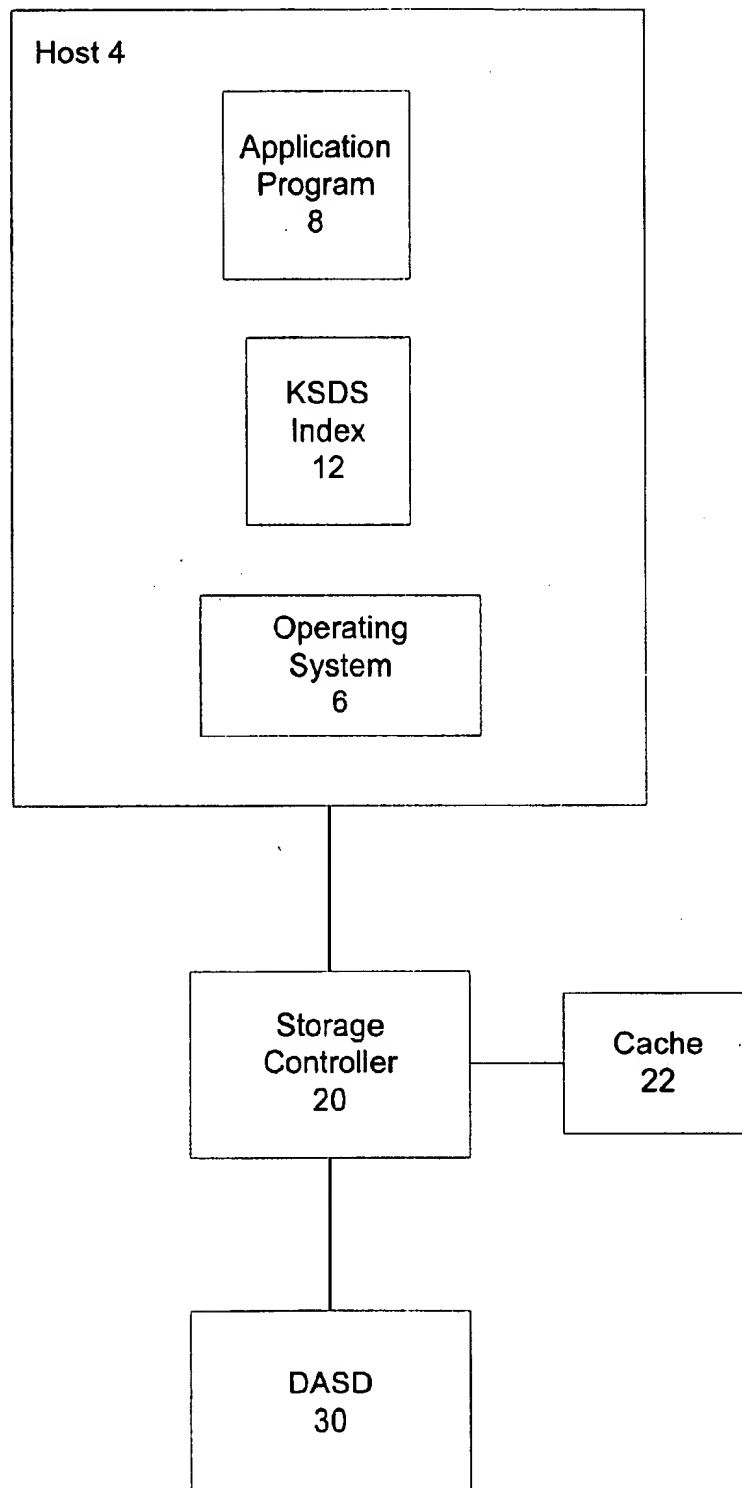 Host 4
Application
Program
8
KSDS
Index
12
Operating
System
6
Storage
Controller
20
Cache
22
DASD
30